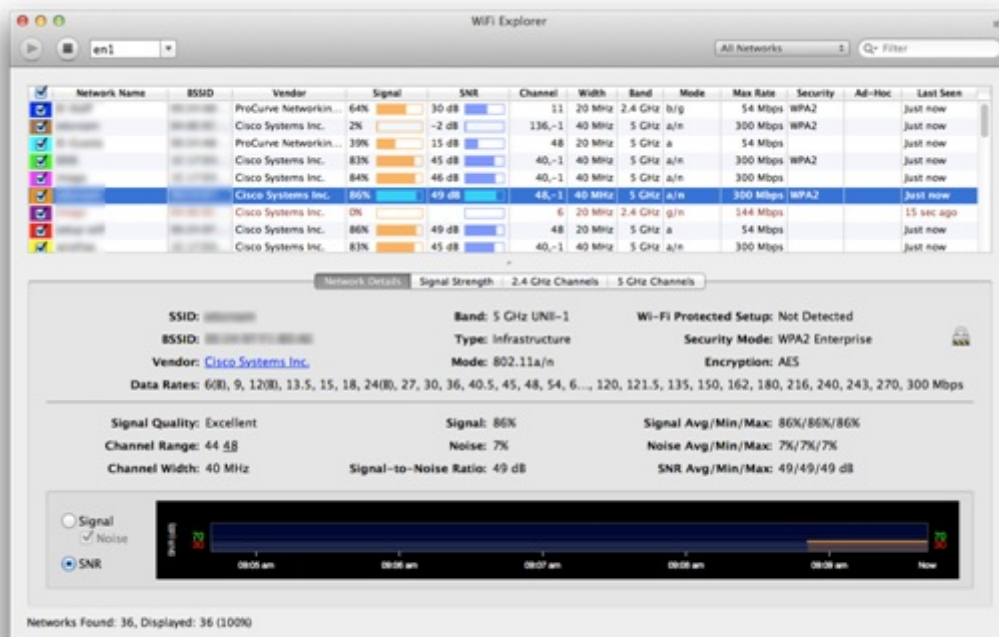 WiFi Explorer
en1 All Networks Filter
Network Name BSSID Vendor Signal SNR Channel Width Band Mode Max Rate Security Ad-Hoc Last Seen
ProCurve Networkin... 64% 30 dB 11 20 MHz 2.4 GHz b/g 54 Mbps WPA2 Just now
Cisco Systems Inc. 2% -2 dB 136,-1 40 MHz 5 GHz a/n 300 Mbps WPA2 Just now
ProCurve Networkin... 39% 15 dB 48 20 MHz 5 GHz a 54 Mbps Just now
Cisco Systems Inc. 83% 45 dB 40,-1 40 MHz 5 GHz a/n 300 Mbps WPA2 Just now
Cisco Systems Inc. 84% 46 dB 40,-1 40 MHz 5 GHz a/n 300 Mbps Just now
Cisco Systems Inc. 86% 49 dB 48,-1 40 MHz 5 GHz a/n 300 Mbps WPA2 Just now
Cisco Systems Inc. 0% 6 20 MHz 2.4 GHz g/n 144 Mbps 15 sec ago
Cisco Systems Inc. 86% 49 dB 48 20 MHz 5 GHz a 54 Mbps Just now
Cisco Systems Inc. 83% 45 dB 40,-1 40 MHz 5 GHz a/n 300 Mbps Just now
Network Details Signal Strength 2.4 GHz Channels 5 GHz Channels
SSID: Band: 5 GHz UNII-1 Wi-Fi Protected Setup: Not Detected
BSSID: Type: Infrastructure Security Mode: WPA2 Enterprise
Vendor: Cisco Systems Inc. Mode: 802.11a/n Encryption: AES
Data Rates: 6(B), 9, 12(B), 13.5, 15, 18, 24(B), 27, 30, 36, 40.5, 45, 48, 54, 6..., 120, 121.5, 135, 150, 162, 180, 216, 240, 243, 270, 300 Mbps
Signal Quality: Excellent Signal: 86% Signal Avg/Min/Max: 86%/86%/86%
Channel Range: 44 48 Noise: 7% Noise Avg/Min/Max: 7%/7%/7%
Channel Width: 40 MHz Signal-to-Noise Ratio: 49 dB SNR Avg/Min/Max: 49/49/49 dB
Signal
Noise
SNR
SNR (dB)
09:05 am 09:06 am 09:07 am 09:08 am 09:09 am Now
Networks Found: 36, Displayed: 36 (100%)